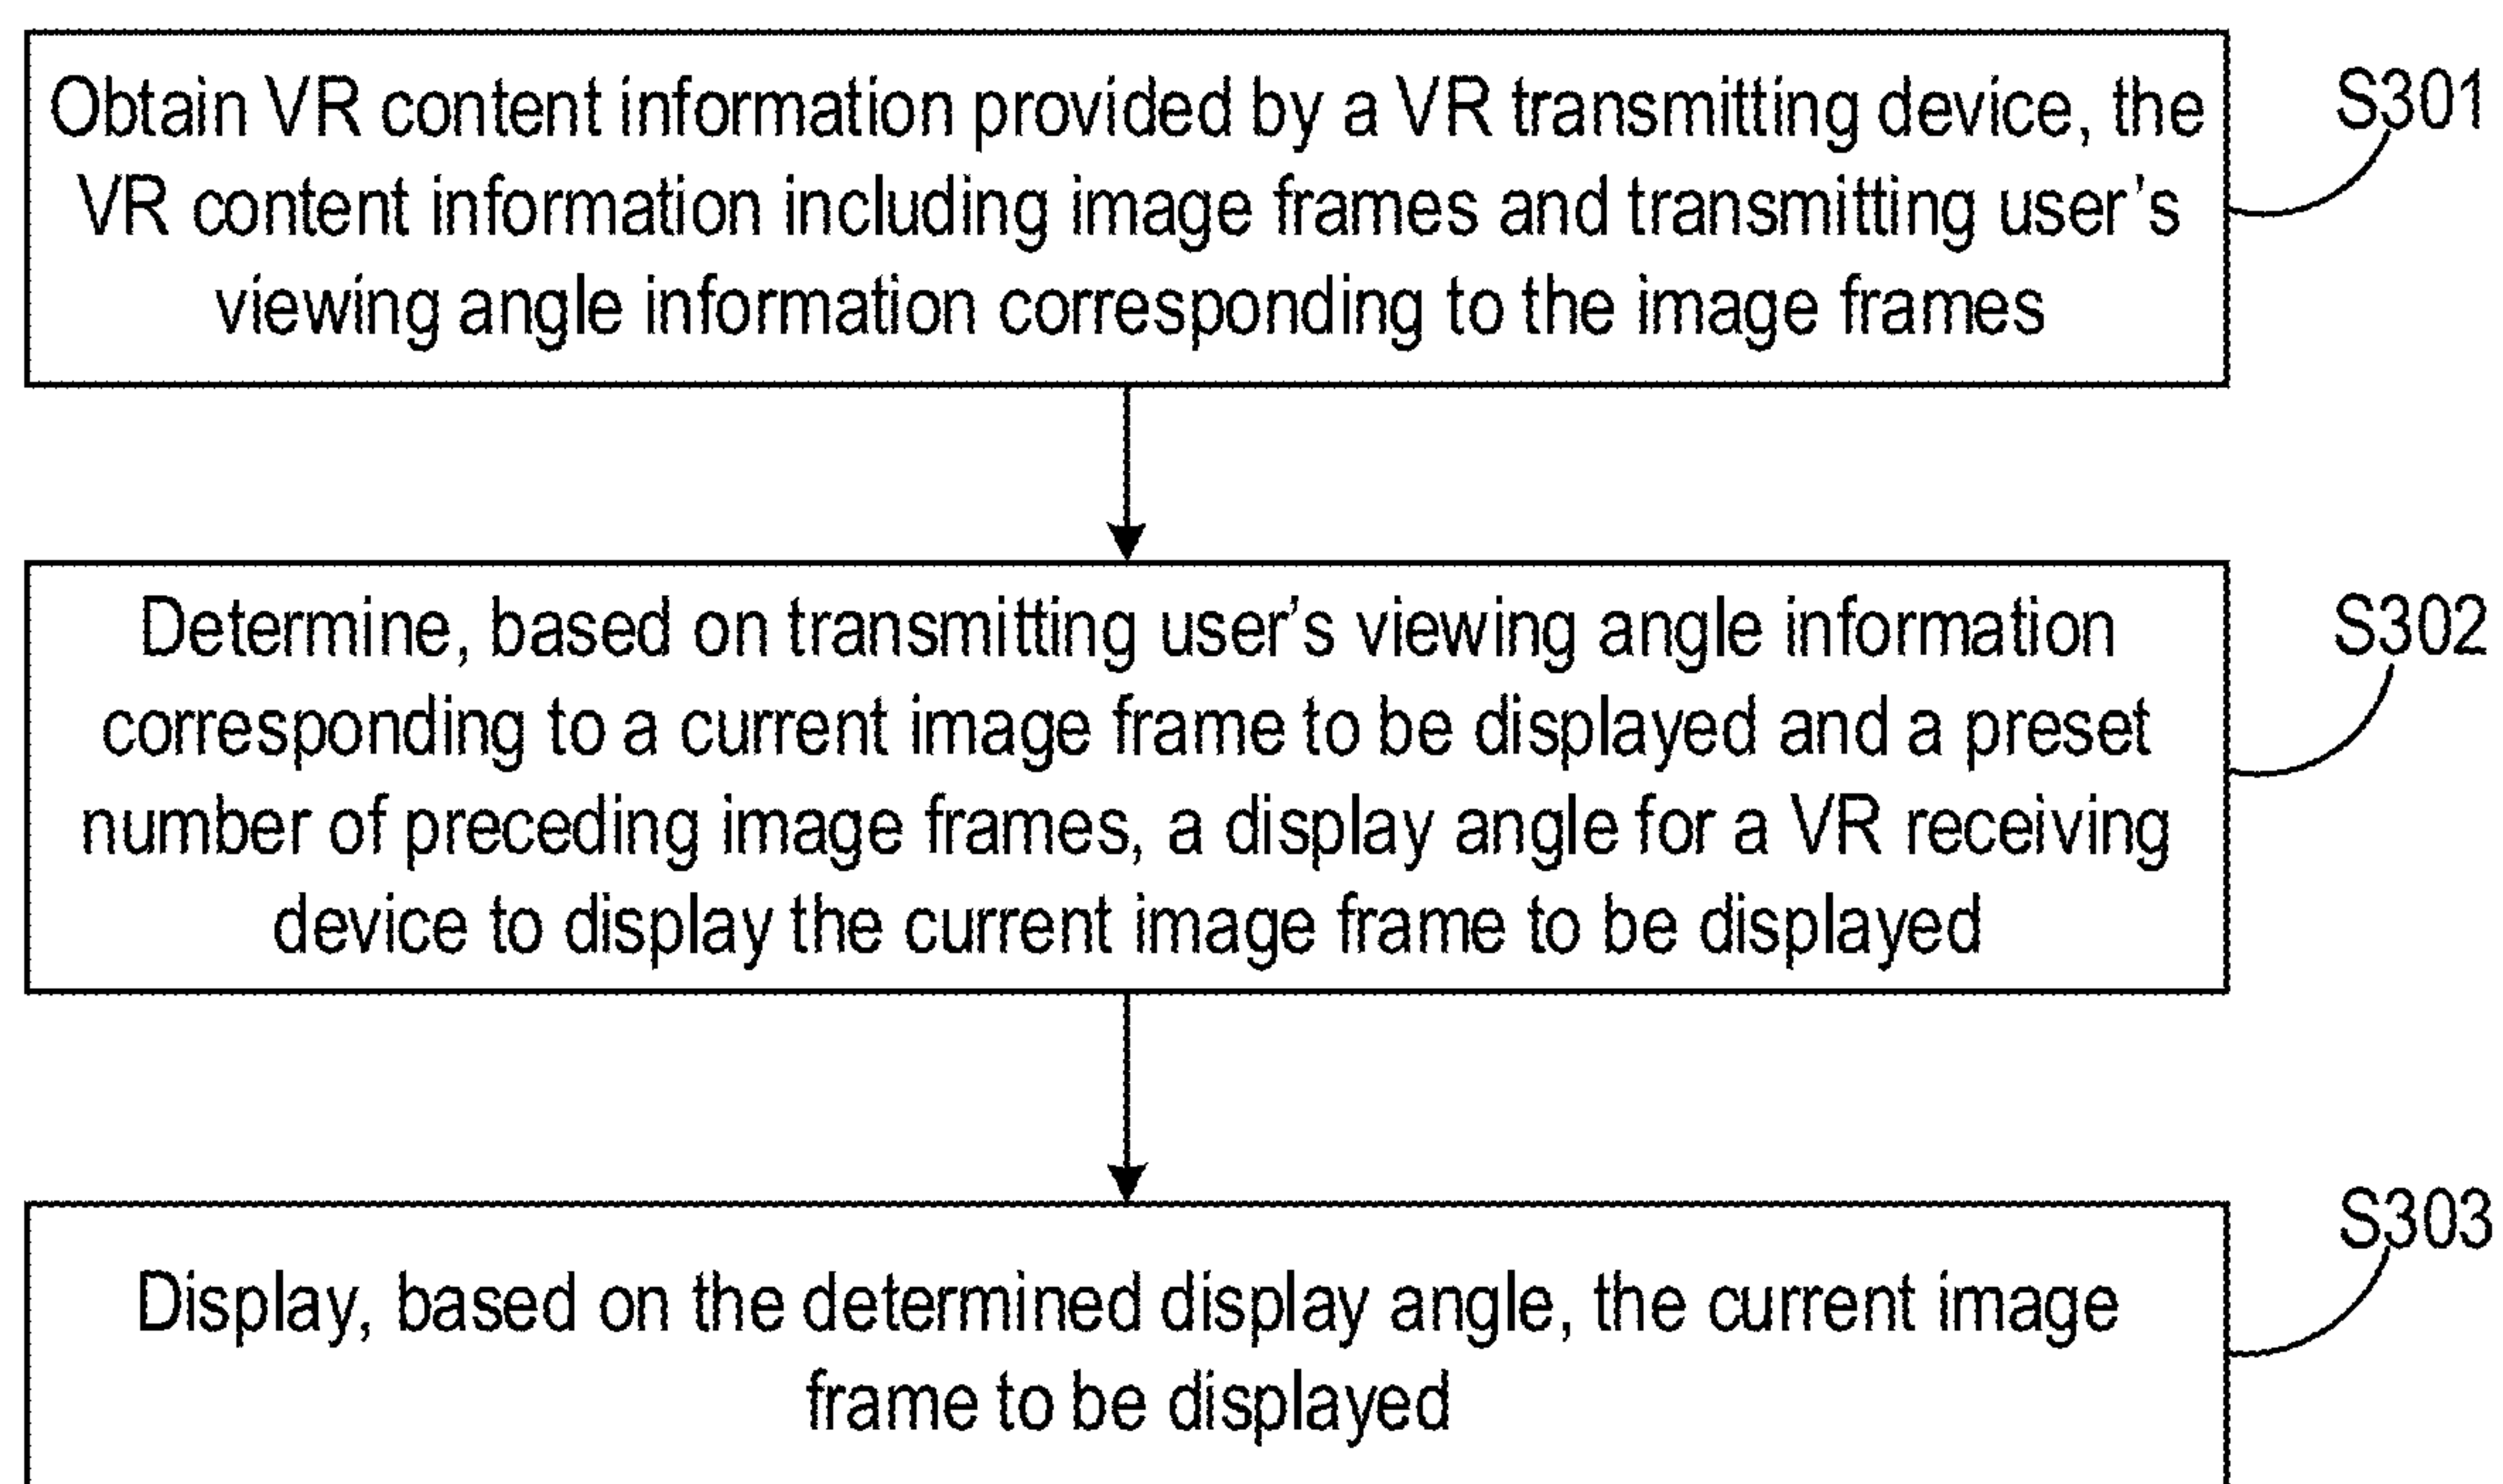 Obtain VR content information provided by a VR transmitting device, the
VR content information including image frames and transmitting user's
viewing angle information corresponding to the image frames
S301
Determine, based on transmitting user's viewing angle information
corresponding to a current image frame to be displayed and a preset
number of preceding image frames, a display angle for a VR receiving
device to display the current image frame to be displayed
S302
Display, based on the determined display angle, the current image
frame to be displayed
S303